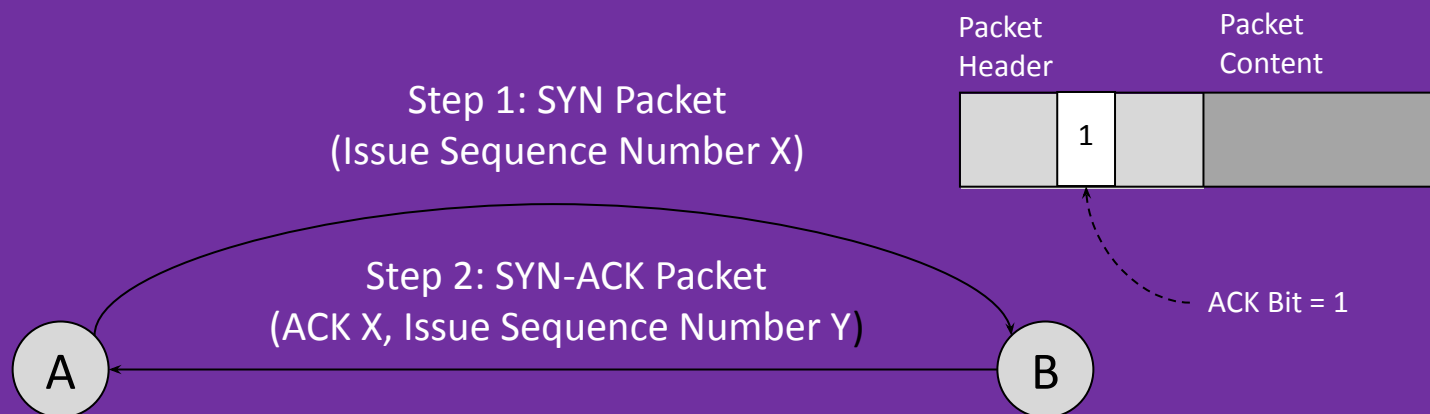 Packet
Header
Packet
Content
Step 1: SYN Packet
(Issue Sequence Number X)
1
Step 2: SYN-ACK Packet
(ACK X, Issue Sequence Number Y)
ACK Bit = 1
A
B